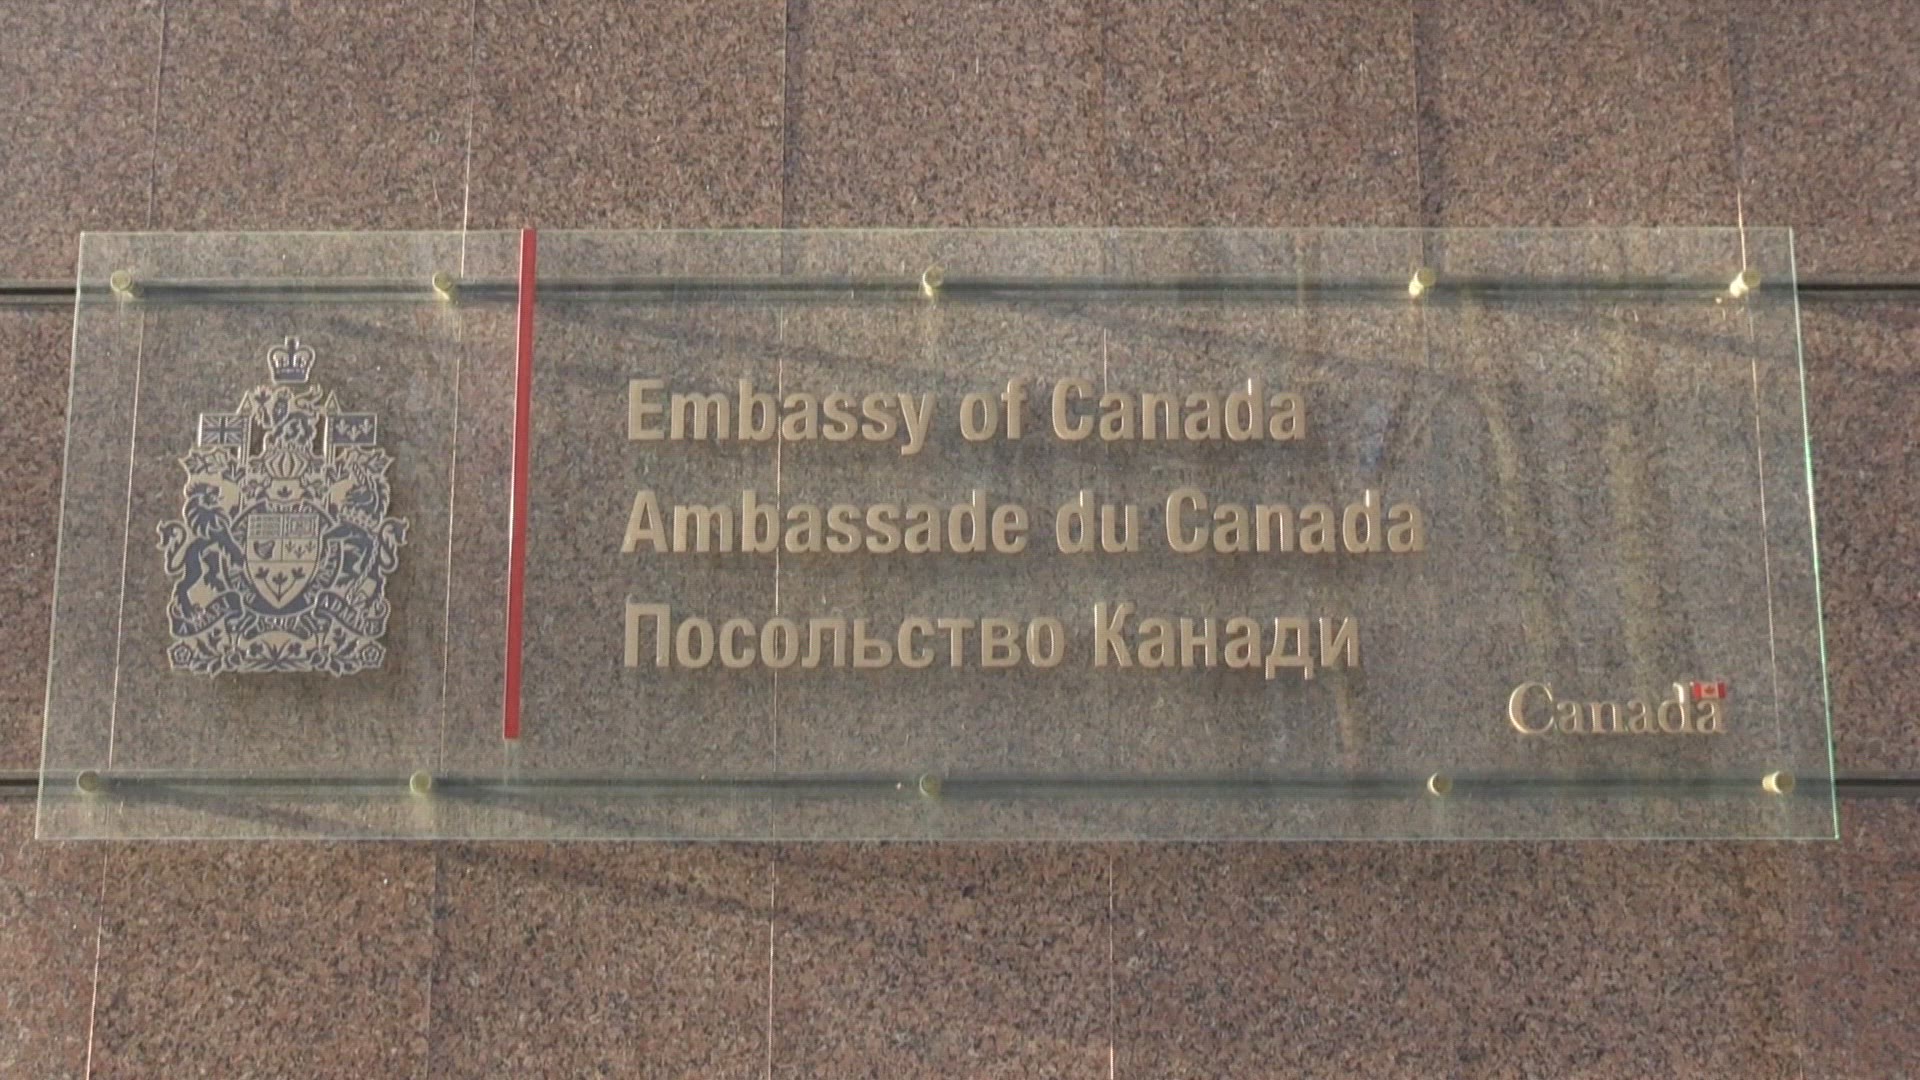 Embassy of Canada
Ambassade du Canada
Посольство Канади
Canada